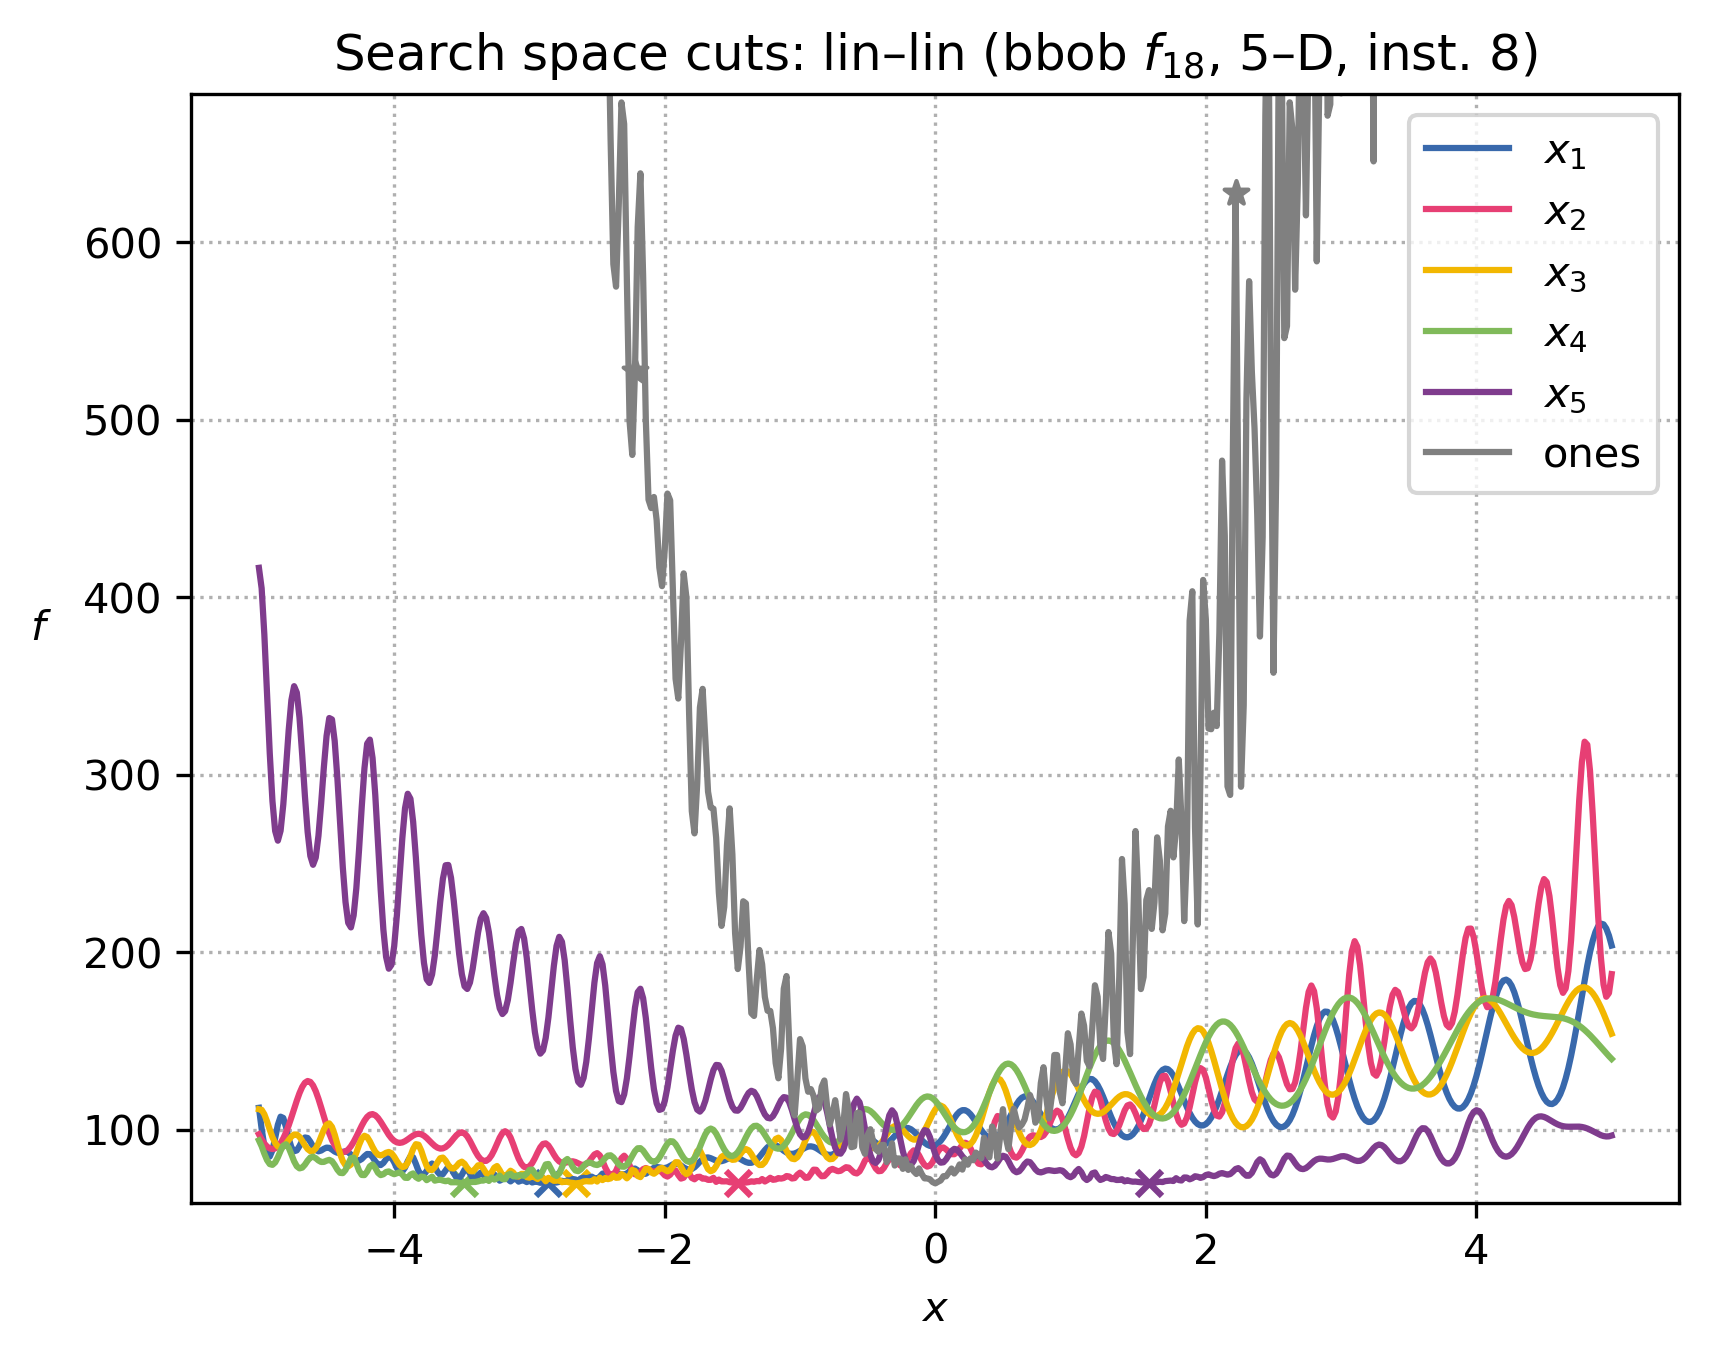 Search space cuts: lin–lin (bbob f₁₈, 5–D, inst. 8)
x₁
x₂
x₃
x₄
x₅
ones
600
500
400
300
200
100
f
−4
−2
0
2
4
x